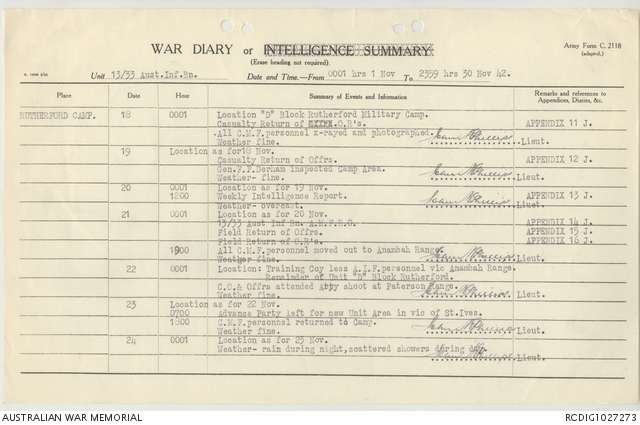 WAR DIARY or INTELLIGENCE SUMMARY
(Erase heading not required).
Army Form C. 2118
(adapted.)
Unit 13/33 Aust.Inf.Bn. Date and Time.—From 0001 hrs 1 Nov To 2359 hrs 30 Nov 42.
Place Date Hour Summary of Events and Information Remarks and references to Appendices, Diaries, &c.
RUTHERFORD CAMP. 18 0001 Location "D" Block Rutherford Military Camp.
Casualty Return of O.R's. APPENDIX 11 J.
All C.M.F. personnel x-rayed and photographed.
Weather fine. Lieut.
19 Location as for 18 Nov.
Casualty Return of Offrs. APPENDIX 12 J.
Gen.F.F.Derham inspected Camp Area.
Weather- fine. Lieut.
20 0001 Location as for 19 Nov.
1200 Weekly Intelligence Report. APPENDIX 13 J.
Weather- overcast. Lieut.
21 0001 Location as for 20 Nov.
13/33 Aust Inf Bn A.M.F.R.O. APPENDIX 14 J.
Field Return of Offrs. APPENDIX 15 J.
Field Return of O.R's. APPENDIX 16 J.
1900 All C.M.F. personnel moved out to Anambah Range.
Weather fine. Lieut.
22 0001 Location: Training Coy less A.I.F. personnel vic Anambah Range.
Remainder of Unit "D" Block Rutherford.
C.O. & Offrs attended Arty shoot at Paterson Range.
Weather fine. Lieut.
23 Location as for 22 Nov.
0700 Advance Party left for new Unit Area in vic of St.Ives.
1800 C.M.F. personnel returned to Camp.
Weather fine. Lieut.
24 0001 Location as for 23 Nov.
Weather- rain during night, scattered showers during day. Lieut.
AUSTRALIAN WAR MEMORIAL RCDIG1027273